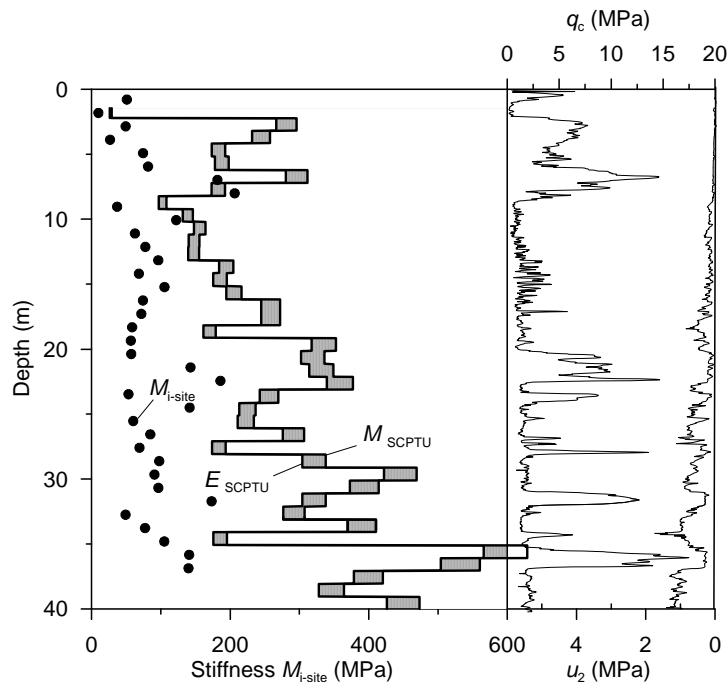 q_c (MPa)
0 5 10 15 20
0
10
20
30
40
Depth (m)
M_i-site
M_SCPTU
E_SCPTU
0 200 400 600 2 4 0
Stiffness M_i-site (MPa)
u_2 (MPa)